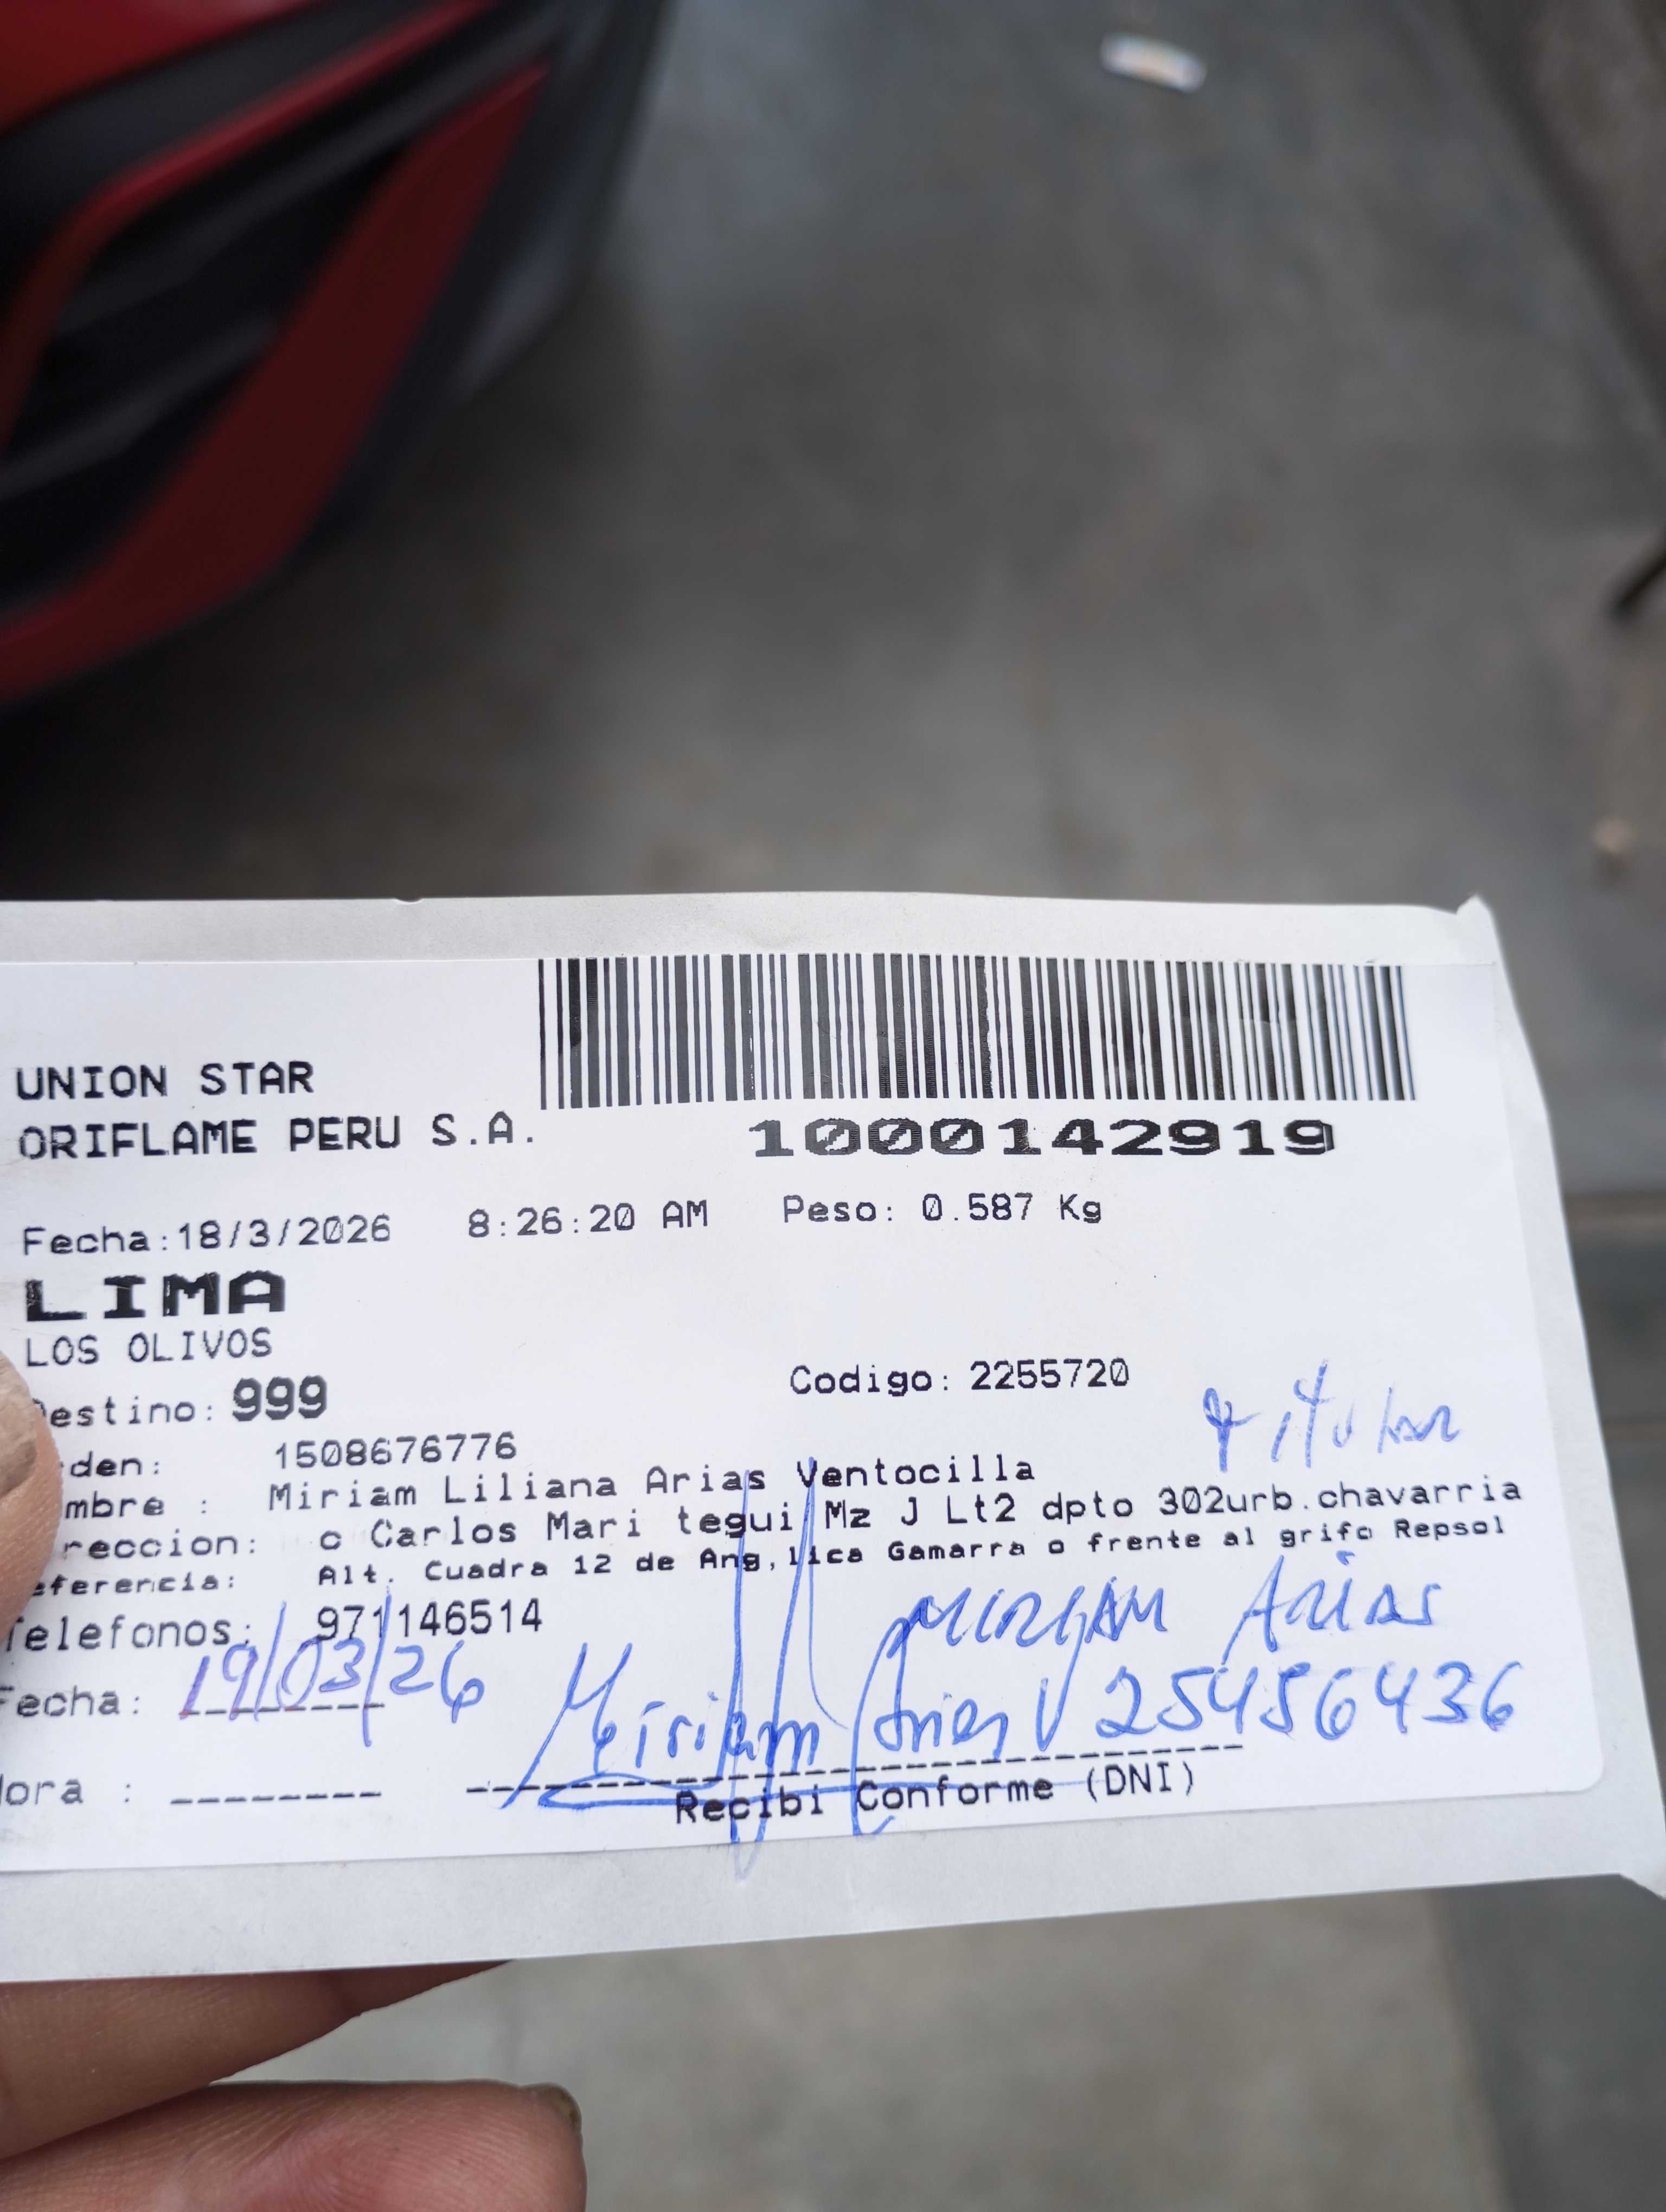 UNION STAR
ORIFLAME PERU S.A.
1000142919
Fecha:18/3/2026 8:26:20 AM Peso: 0.587 Kg
LIMA
LOS OLIVOS
estino: 999 Codigo: 2255720
titular
den: 1508676776
mbre : Miriam Liliana Arias Ventocilla
reccion: c Carlos Mari tegui Mz J Lt2 dpto 302urb.chavarria
eferencia: Alt. Cuadra 12 de Ang,lica Gamarra o frente al grifo Repsol
Telefonos: 971146514
Arias
Fecha: 19/03/26 Miriam Arias V 25456436
ora : --------
Recibi Conforme (DNI)